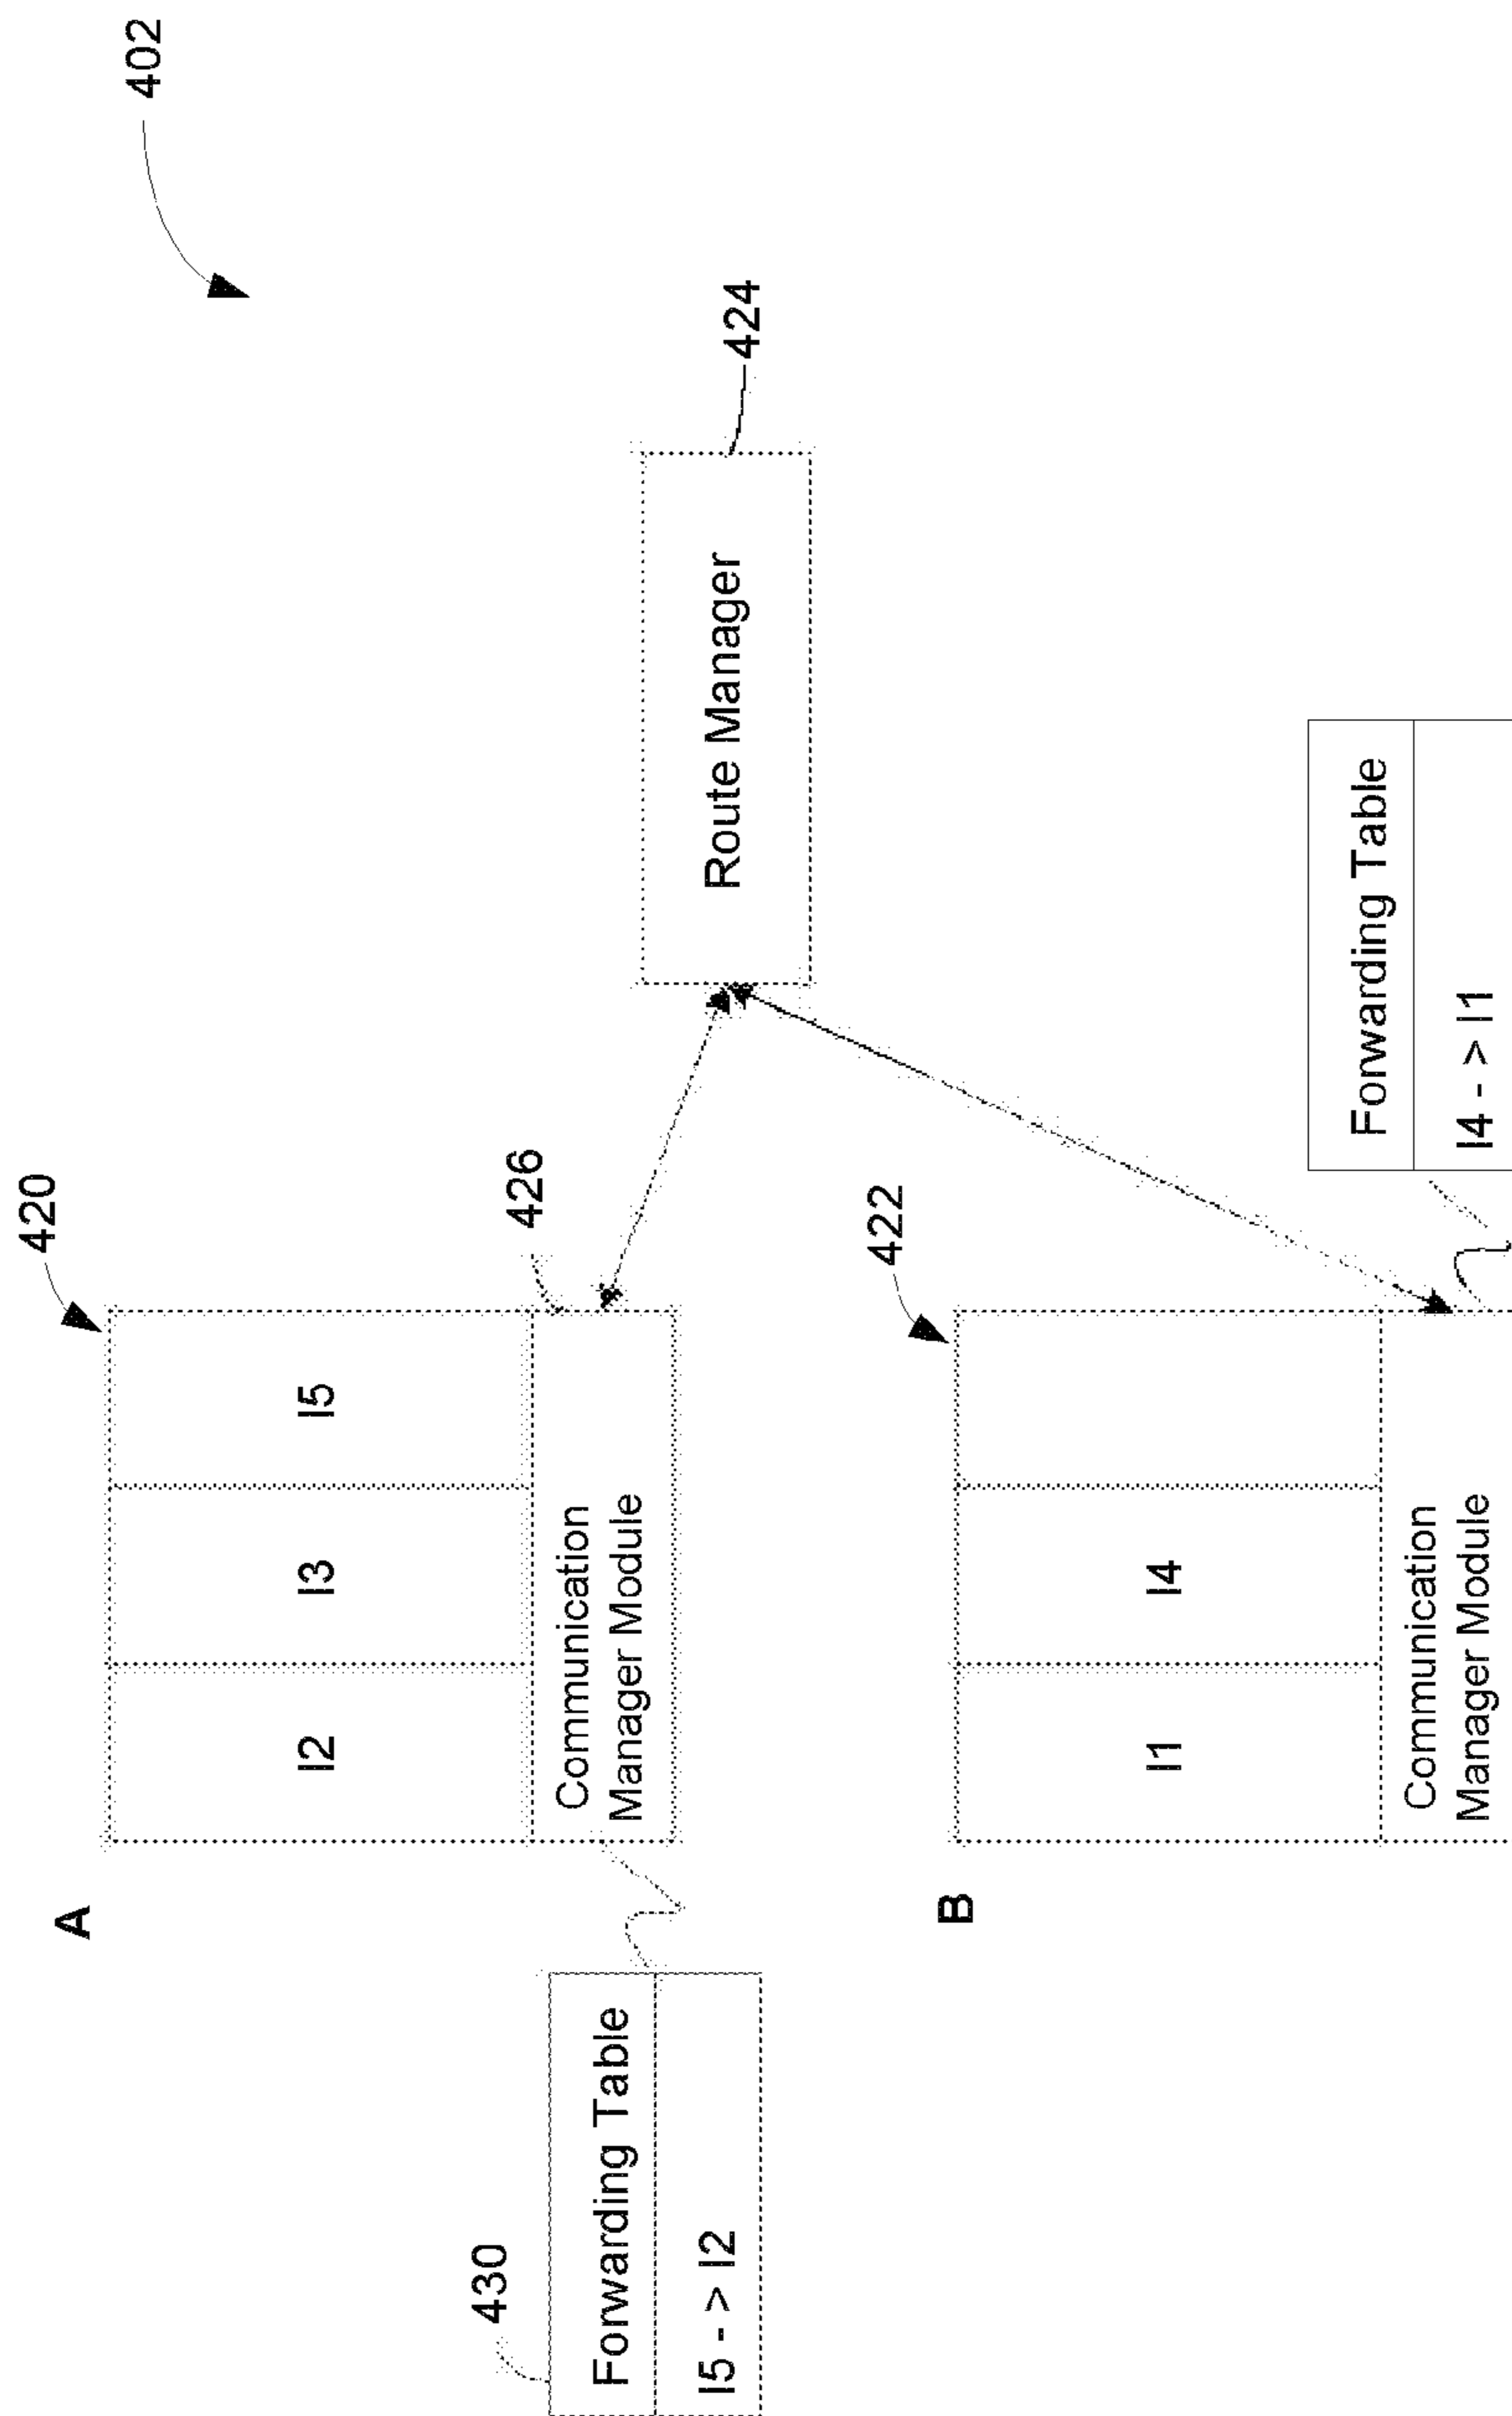 402
A
420
I2
I3
I5
426
Communication
Manager Module
430
Forwarding Table
I5 - > I2
Route Manager
424
B
422
I1
I4
Communication
Manager Module
Forwarding Table
I4 - > I1